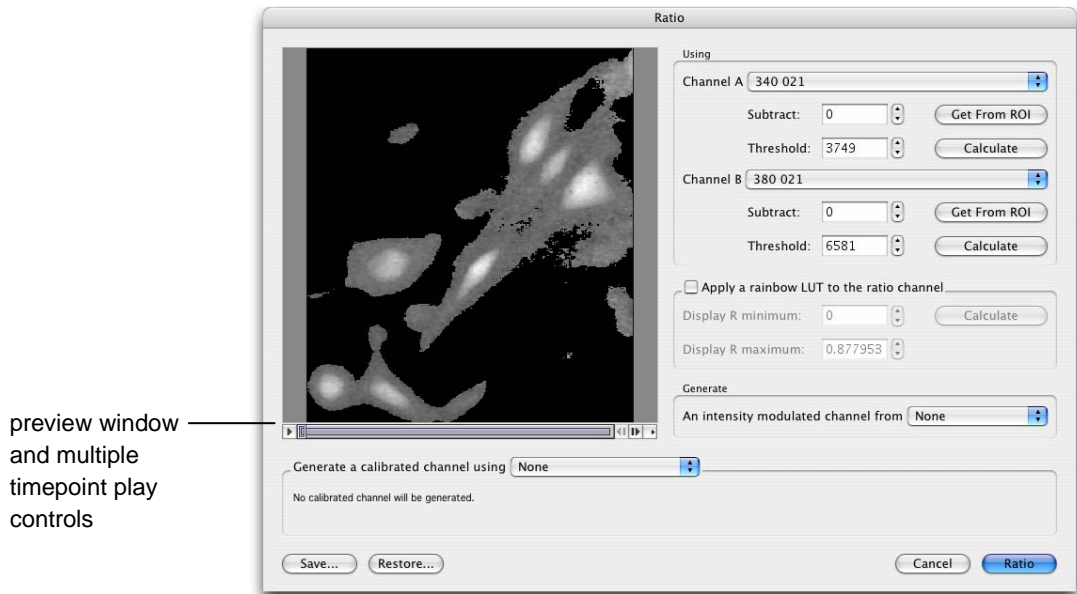 Ratio
Using
Channel A 340 021
Subtract: 0 Get From ROI
Threshold: 3749 Calculate
Channel B 380 021
Subtract: 0 Get From ROI
Threshold: 6581 Calculate
Apply a rainbow LUT to the ratio channel
Display R minimum: 0 Calculate
Display R maximum: 0.877953
Generate
An intensity modulated channel from None
preview window
and multiple
timepoint play
controls
Generate a calibrated channel using None
No calibrated channel will be generated.
Save... Restore... Cancel Ratio